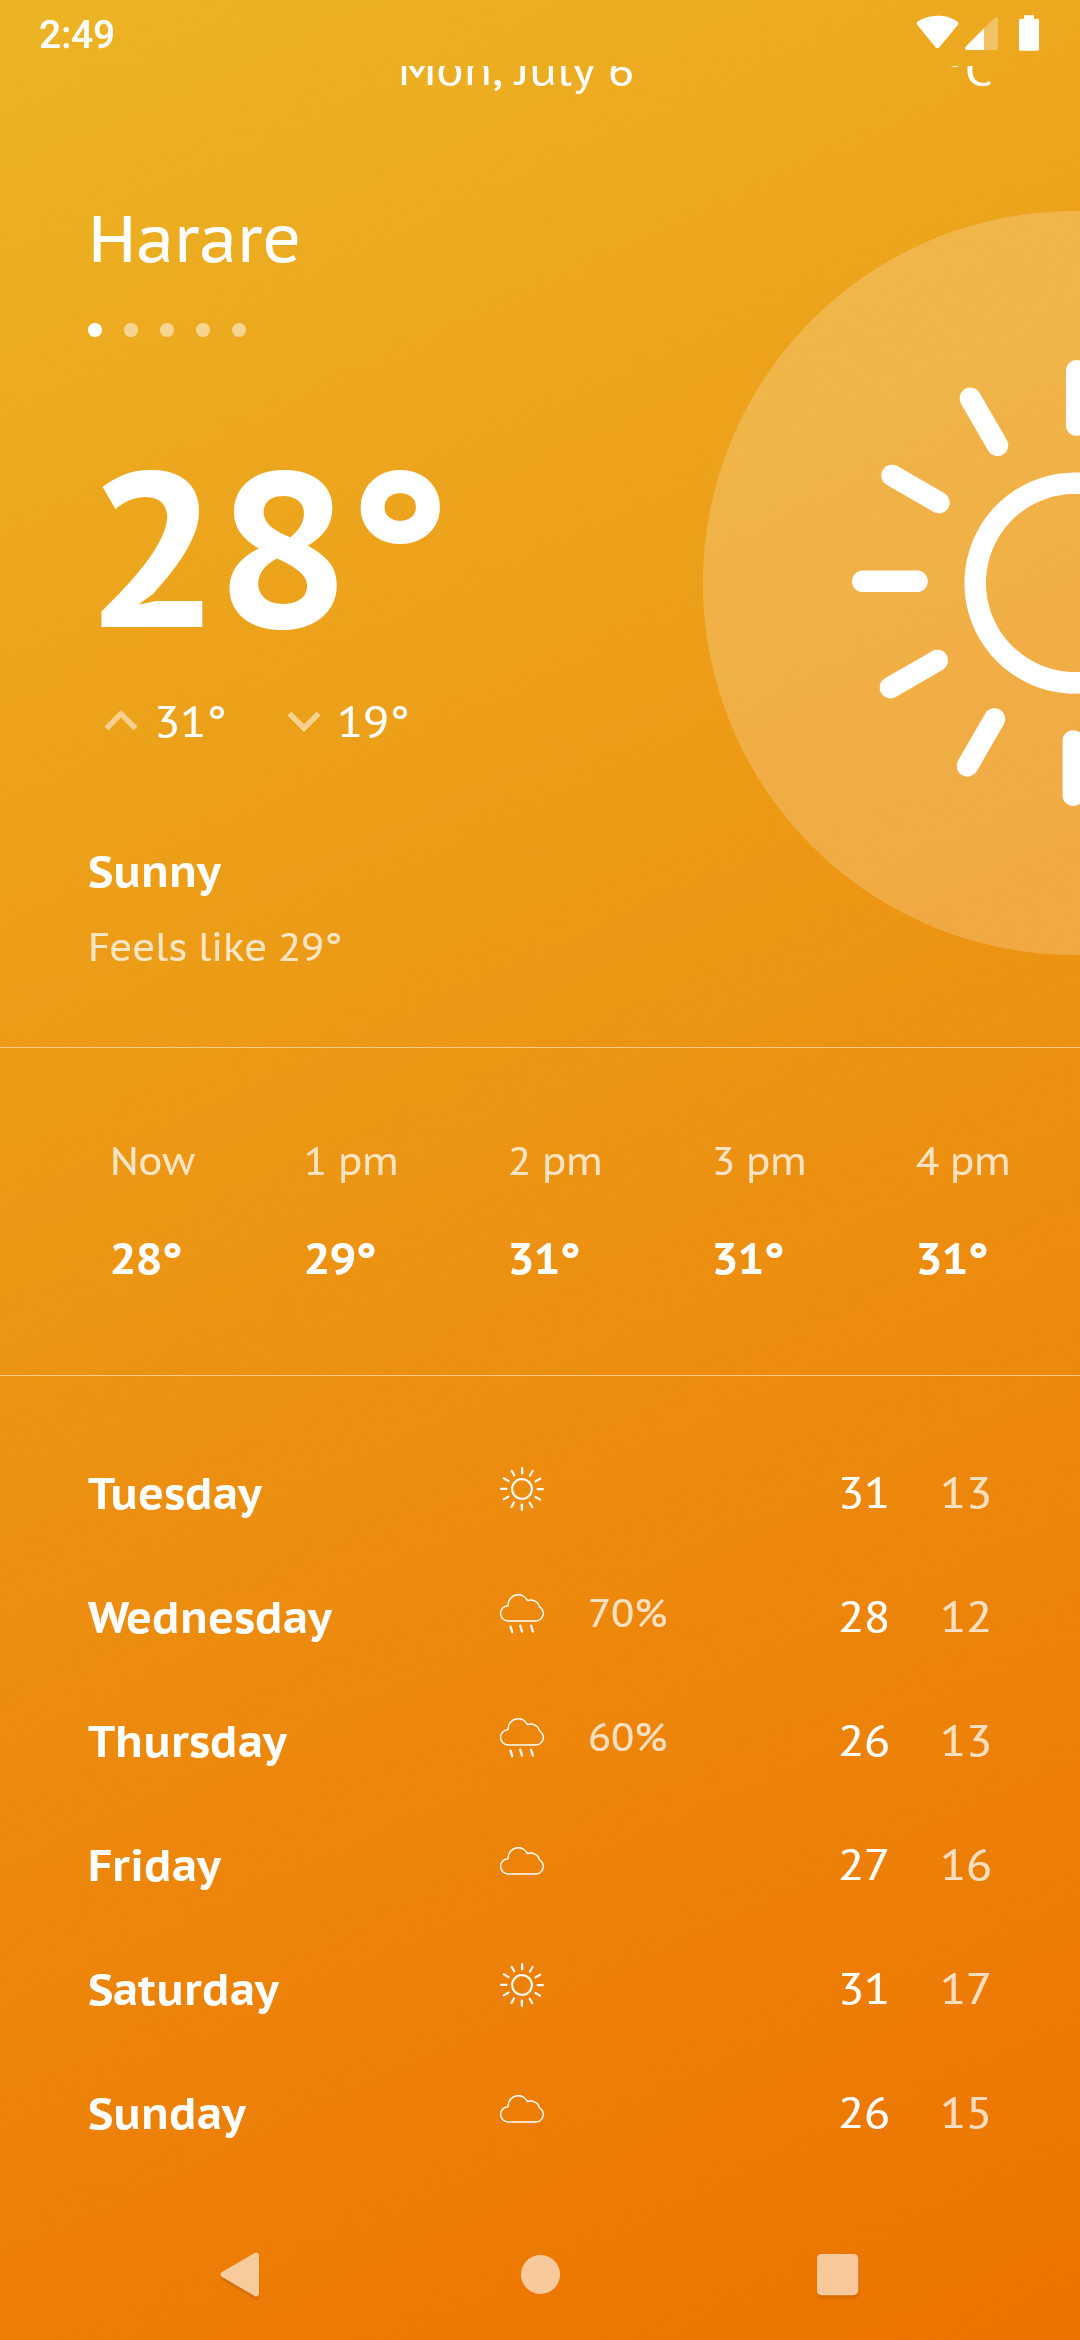 2:49
Mon, July 6
°C
Harare
28°
31° 19°
Sunny
Feels like 29°
Now 1 pm 2 pm 3 pm 4 pm
28° 29° 31° 31° 31°
Tuesday 31 13
Wednesday 70% 28 12
Thursday 60% 26 13
Friday 27 16
Saturday 31 17
Sunday 26 15